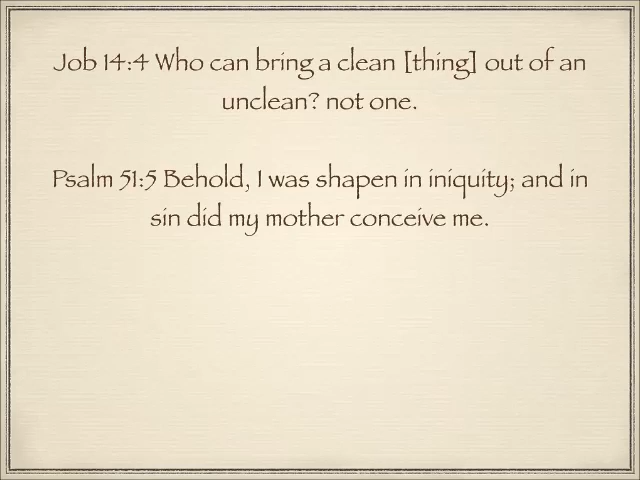 Job 14:4 Who can bring a clean [thing] out of an
unclean? not one.
Psalm 51:5 Behold, I was shapen in iniquity; and in
sin did my mother conceive me.